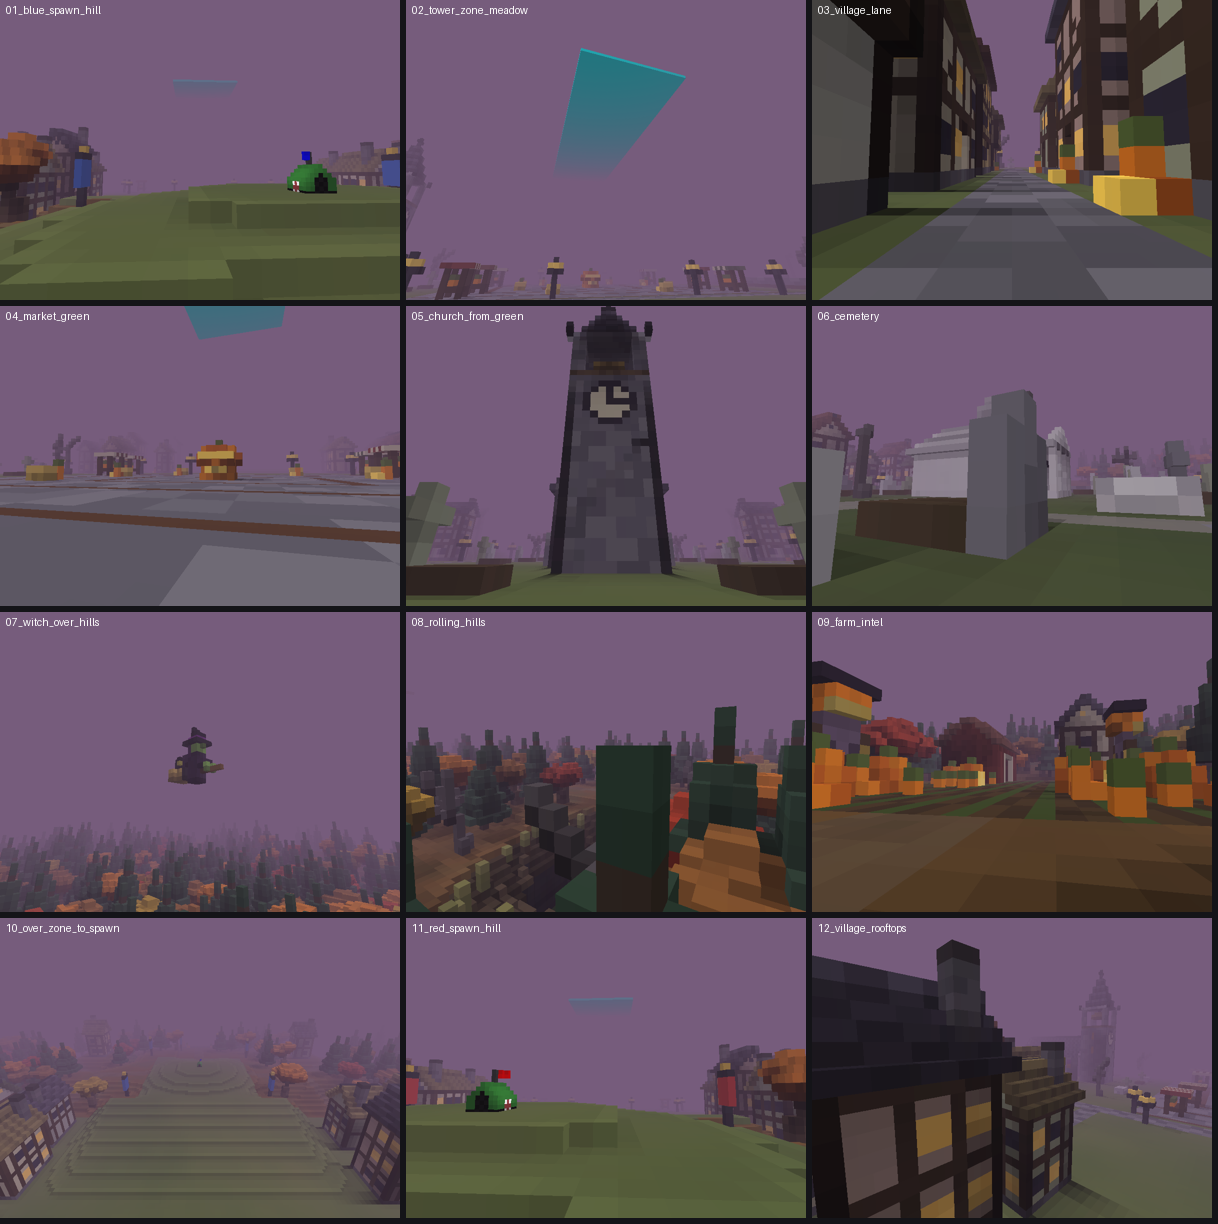 01_blue_spawn_hill
02_tower_zone_meadow
03_village_lane
04_market_green
05_church_from_green
06_cemetery
07_witch_over_hills
08_rolling_hills
09_farm_intel
10_over_zone_to_spawn
11_red_spawn_hill
12_village_rooftops